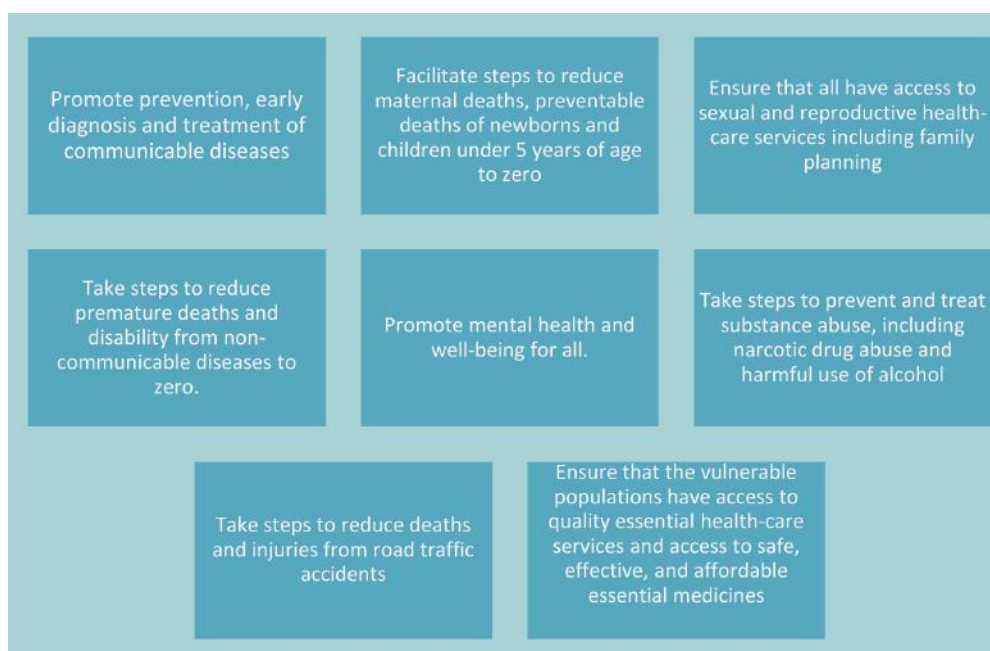 Promote prevention, early
diagnosis and treatment of
communicable diseases
Facilitate steps to reduce
maternal deaths, preventable
deaths of newborns and
children under 5 years of age
to zero
Ensure that all have access to
sexual and reproductive health-
care services including family
planning
Take steps to reduce
premature deaths and
disability from non-
communicable diseases to
zero.
Promote mental health and
well-being for all.
Take steps to prevent and treat
substance abuse, including
narcotic drug abuse and
harmful use of alcohol
Take steps to reduce deaths
and injuries from road traffic
accidents
Ensure that the vulnerable
populations have access to
quality essential health-care
services and access to safe,
effective, and affordable
essential medicines